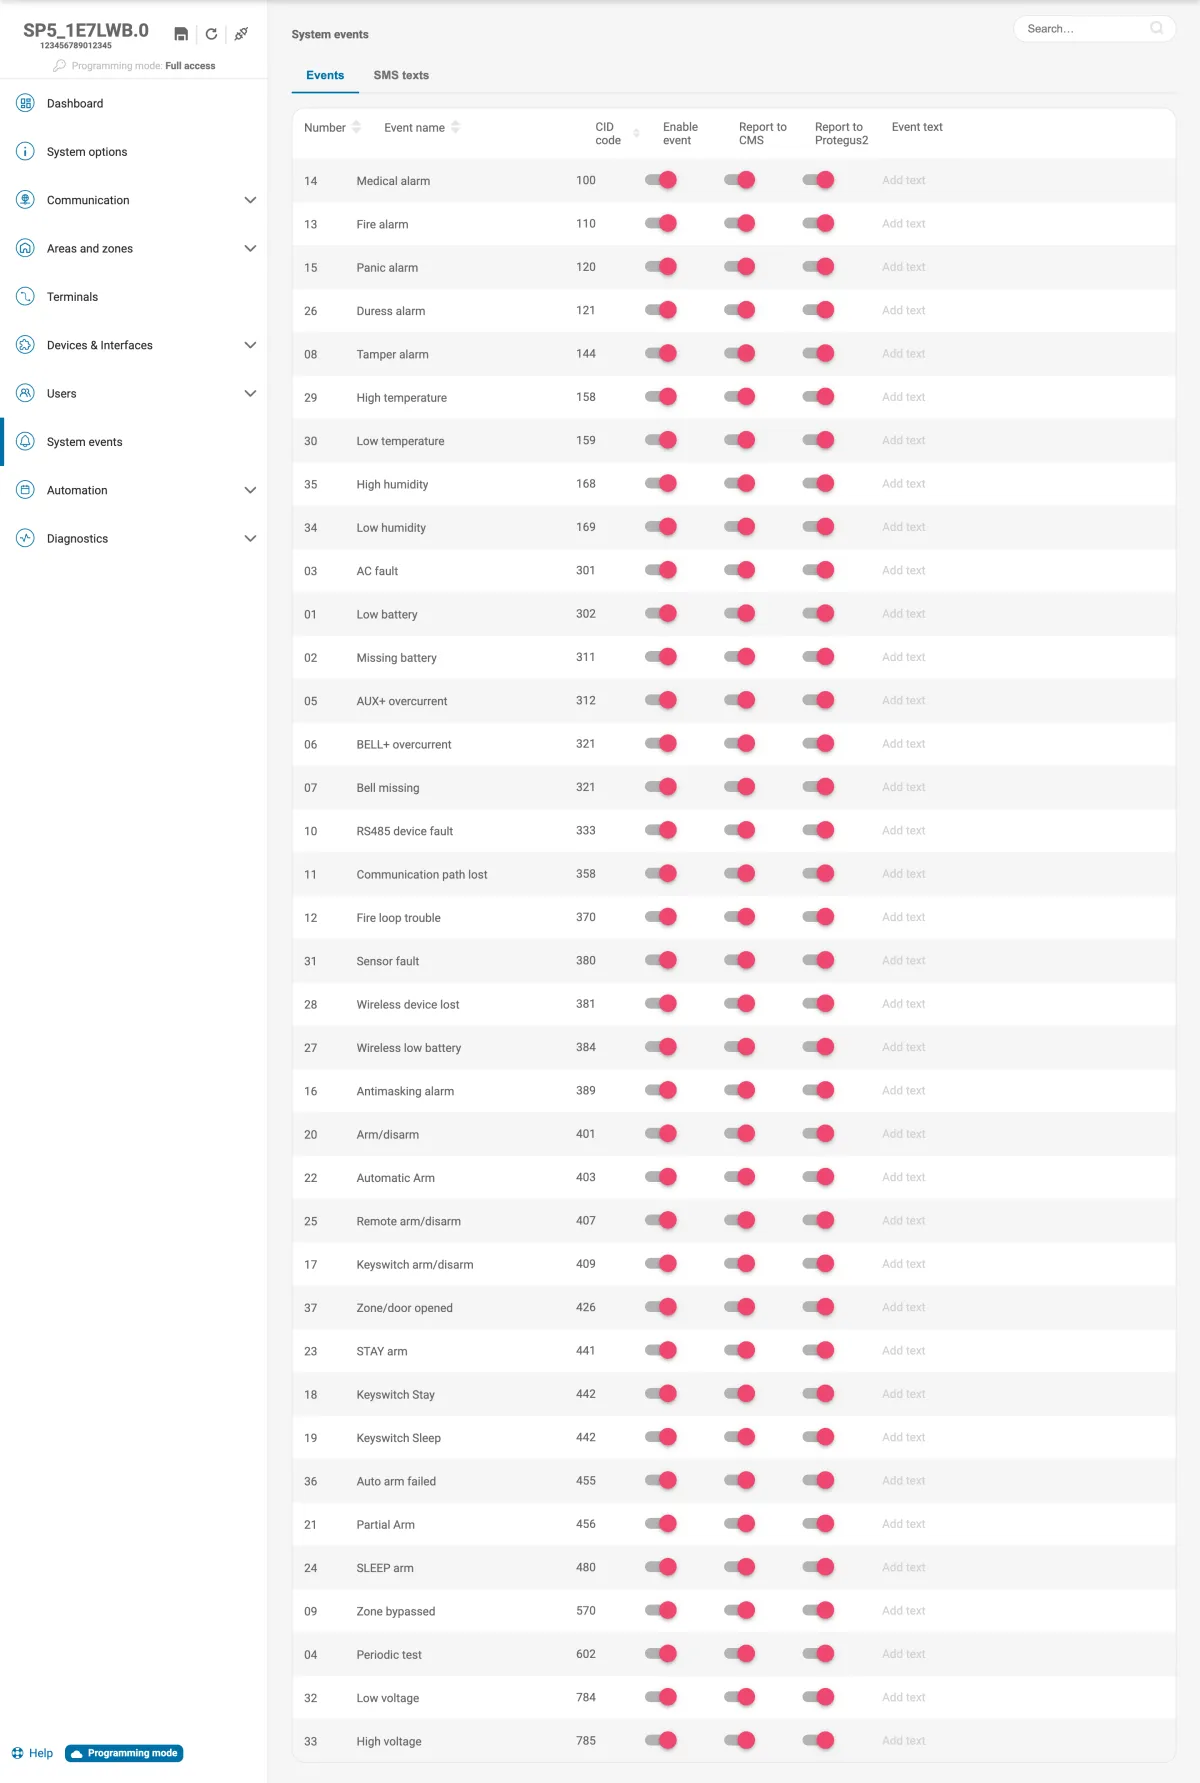 SP5_1E7LWB.0
123456789012345
Programming mode: Full access
Dashboard
System options
Communication
Areas and zones
Terminals
Devices & Interfaces
Users
System events
Automation
Diagnostics
Help
Programming mode
System events
Search...
Events SMS texts
Number Event name CID code Enable event Report to CMS Report to Protegus2 Event text
14 Medical alarm 100 Add text
13 Fire alarm 110 Add text
15 Panic alarm 120 Add text
26 Duress alarm 121 Add text
08 Tamper alarm 144 Add text
29 High temperature 158 Add text
30 Low temperature 159 Add text
35 High humidity 168 Add text
34 Low humidity 169 Add text
03 AC fault 301 Add text
01 Low battery 302 Add text
02 Missing battery 311 Add text
05 AUX+ overcurrent 312 Add text
06 BELL+ overcurrent 321 Add text
07 Bell missing 321 Add text
10 RS485 device fault 333 Add text
11 Communication path lost 358 Add text
12 Fire loop trouble 370 Add text
31 Sensor fault 380 Add text
28 Wireless device lost 381 Add text
27 Wireless low battery 384 Add text
16 Antimasking alarm 389 Add text
20 Arm/disarm 401 Add text
22 Automatic Arm 403 Add text
25 Remote arm/disarm 407 Add text
17 Keyswitch arm/disarm 409 Add text
37 Zone/door opened 426 Add text
23 STAY arm 441 Add text
18 Keyswitch Stay 442 Add text
19 Keyswitch Sleep 442 Add text
36 Auto arm failed 455 Add text
21 Partial Arm 456 Add text
24 SLEEP arm 480 Add text
09 Zone bypassed 570 Add text
04 Periodic test 602 Add text
32 Low voltage 784 Add text
33 High voltage 785 Add text